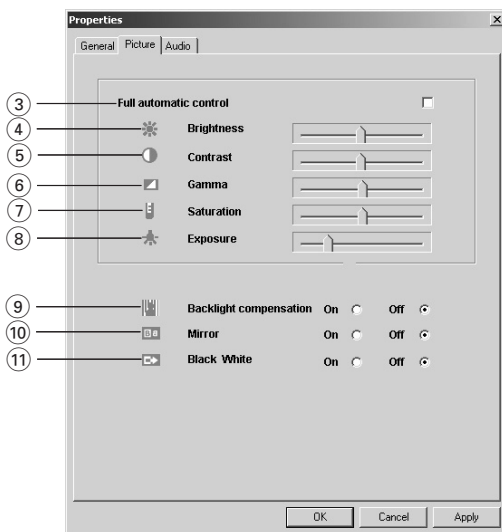 Properties
General Picture Audio
3 Full automatic control
4 Brightness
5 Contrast
6 Gamma
7 Saturation
8 Exposure
9 Backlight compensation On Off
10 Mirror On Off
11 Black White On Off
OK Cancel Apply